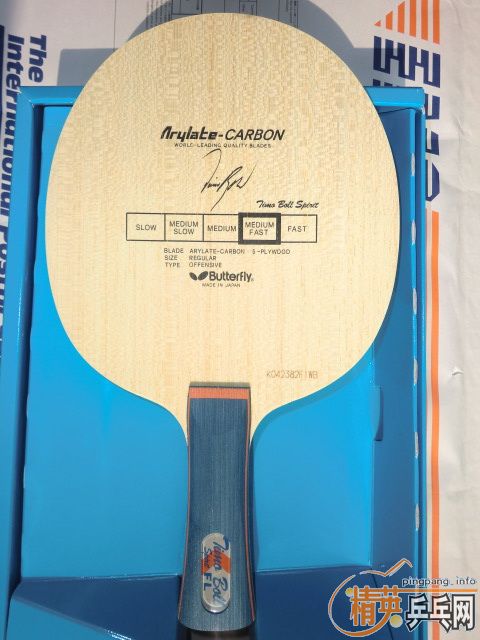 The
International
Arylate-CARBON
WORLD-LEADING QUALITY BLADES
Timo Boll Spirit
SLOW
MEDIUM SLOW
MEDIUM
MEDIUM FAST
FAST
BLADE ARYLATE-CARBON 5-PLYWOOD
SIZE REGULAR
TYPE OFFENSIVE
Butterfly
MADE IN JAPAN
Timo Boll
Spirit FL
pingpang.info
精英乒乓网